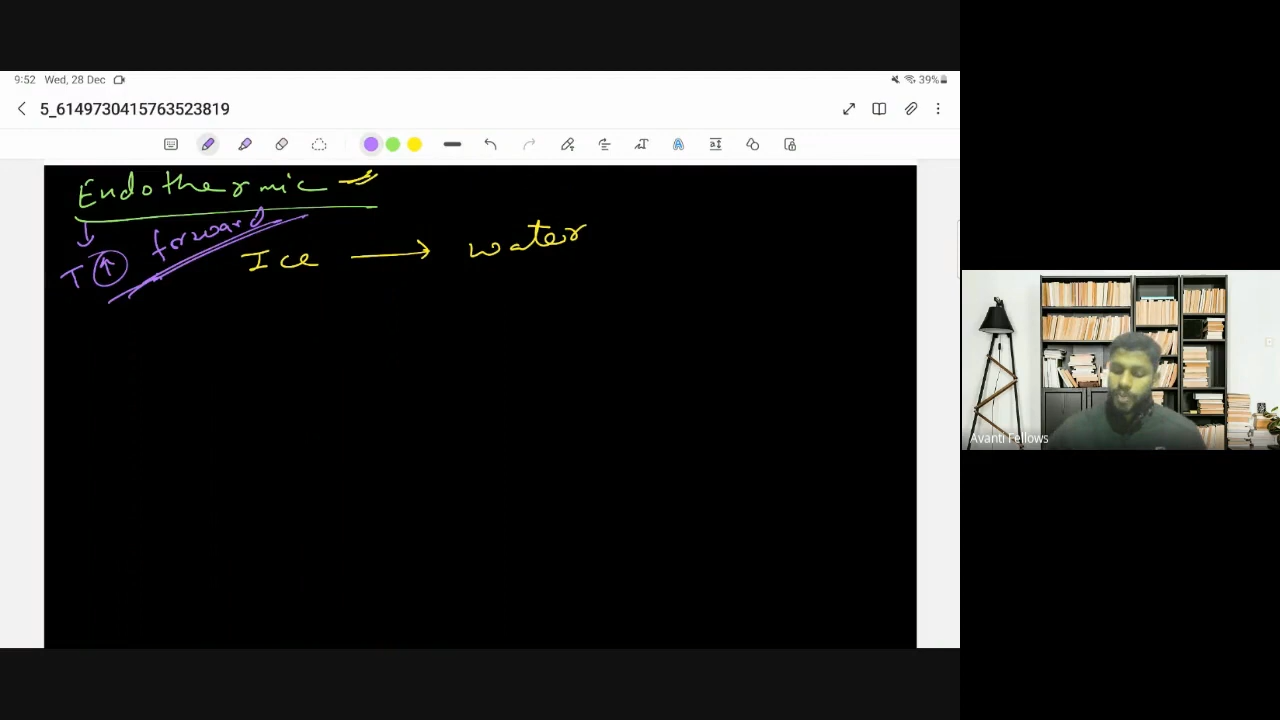 9:52 Wed, 28 Dec
39%
5_6149730415763523819
Endothermic
forward
T ↑
Ice → water
Avanti Fellows